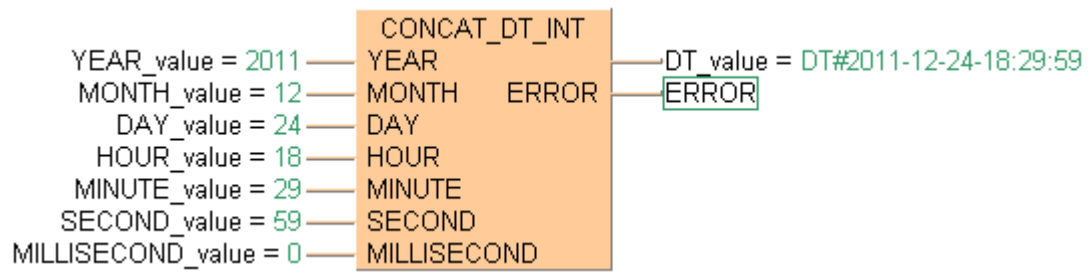 CONCAT_DT_INT
YEAR_value = 2011 YEAR DT_value = DT#2011-12-24-18:29:59
MONTH_value = 12 MONTH ERROR ERROR
DAY_value = 24 DAY
HOUR_value = 18 HOUR
MINUTE_value = 29 MINUTE
SECOND_value = 59 SECOND
MILLISECOND_value = 0 MILLISECOND